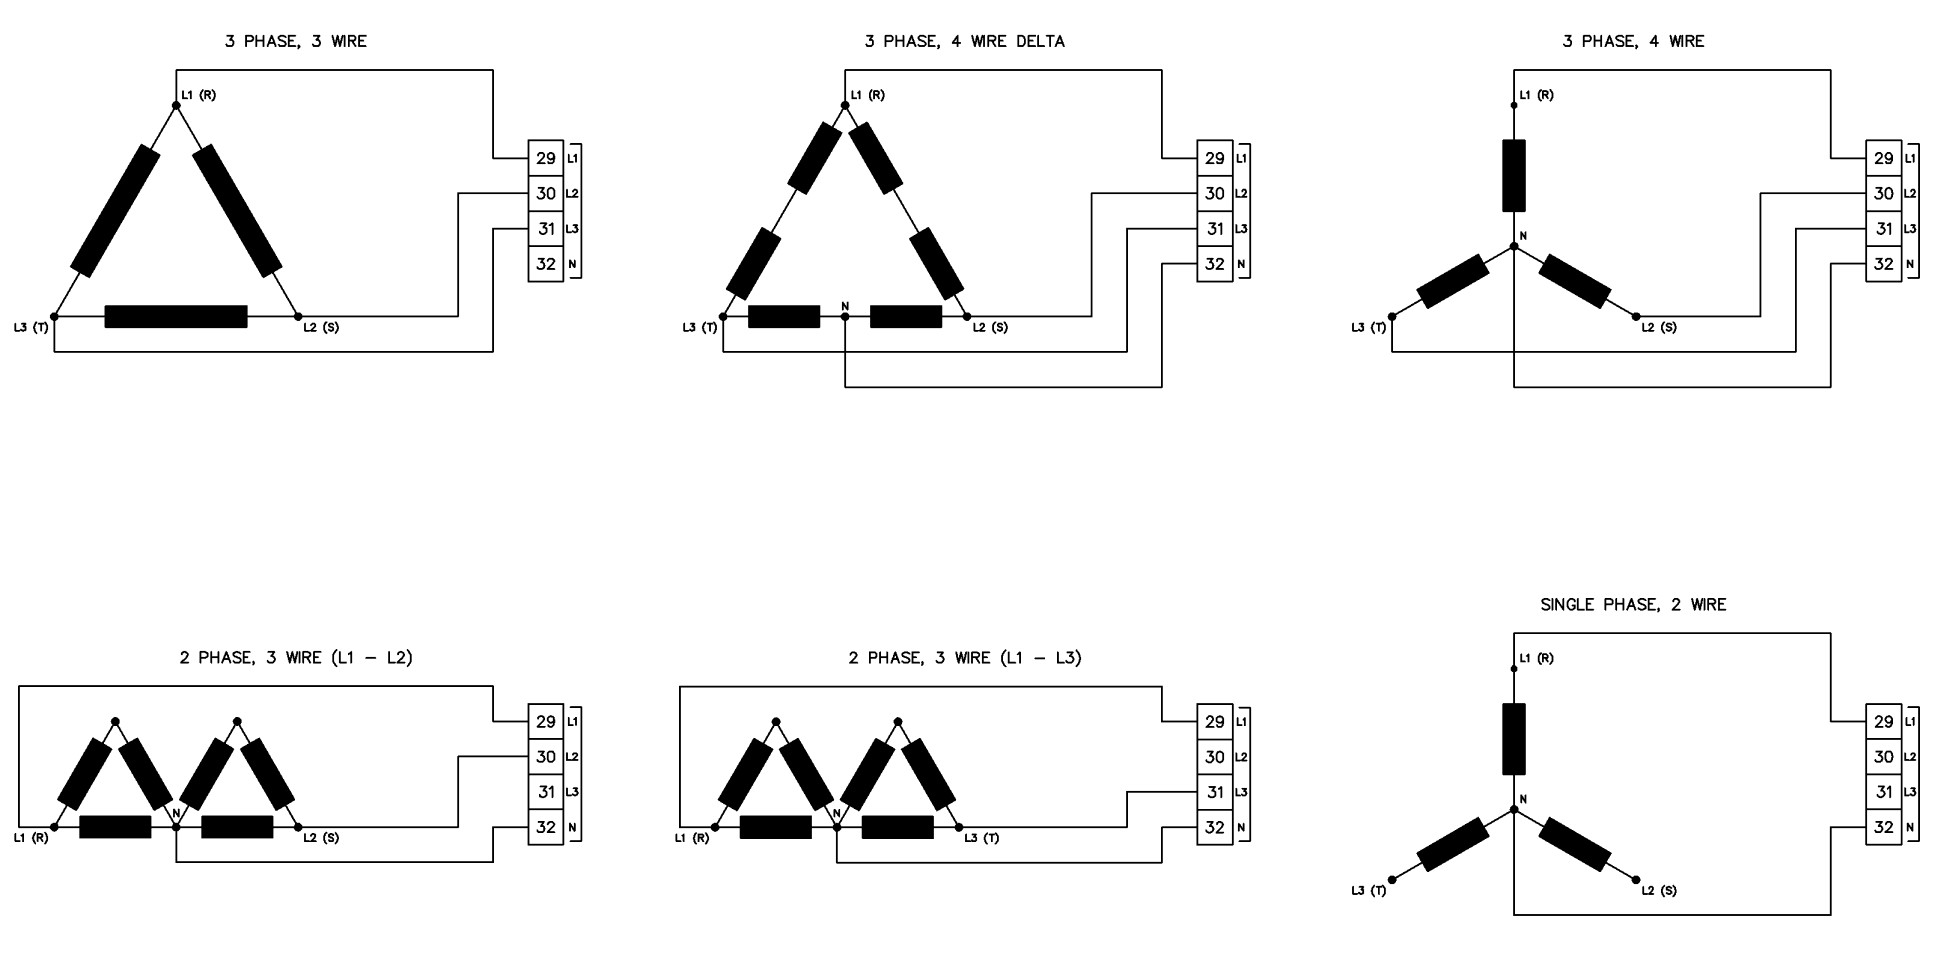 3 PHASE, 3 WIRE
L1 (R)
29 L1
30 L2
31 L3
32 N
L3 (T)
L2 (S)
3 PHASE, 4 WIRE DELTA
L1 (R)
29 L1
30 L2
31 L3
32 N
N
L3 (T)
L2 (S)
3 PHASE, 4 WIRE
L1 (R)
29 L1
30 L2
31 L3
32 N
N
L3 (T)
L2 (S)
2 PHASE, 3 WIRE (L1 – L2)
29 L1
30 L2
31 L3
32 N
N
L1 (R)
L2 (S)
2 PHASE, 3 WIRE (L1 – L3)
29 L1
30 L2
31 L3
32 N
N
L1 (R)
L3 (T)
SINGLE PHASE, 2 WIRE
L1 (R)
29 L1
30 L2
31 L3
32 N
N
L3 (T)
L2 (S)